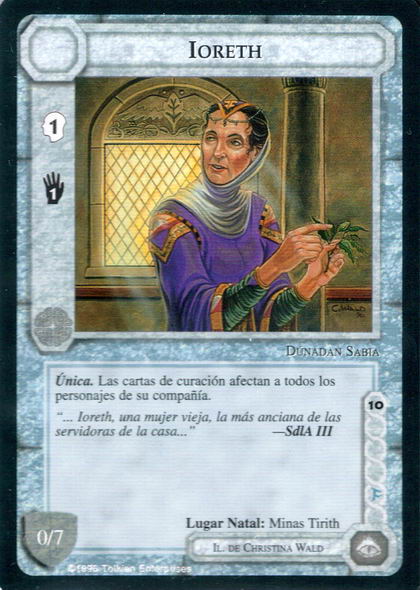 IORETH
1
1
C. WALD
DÚNADAN SABIA
Única. Las cartas de curación afectan a todos los
personajes de su compañía.
“... Ioreth, una mujer vieja, la más anciana de las
servidoras de la casa...” —SdlA III
10
Lugar Natal: Minas Tirith
0/7
IL. DE CHRISTINA WALD
©1996 Tolkien Enterprises